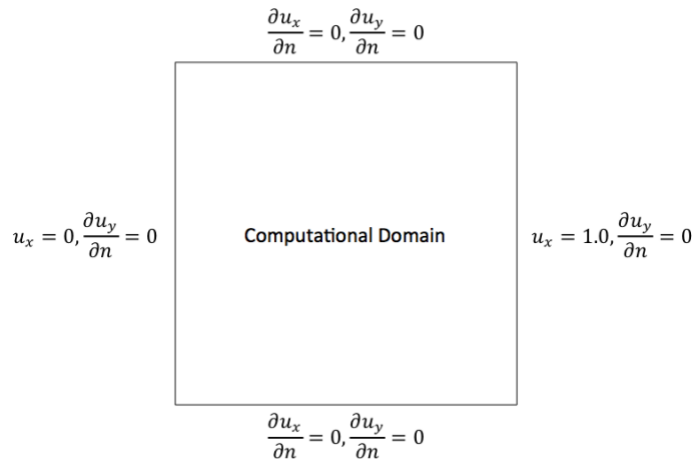 ∂u_x/∂n = 0, ∂u_y/∂n = 0
u_x = 0, ∂u_y/∂n = 0
Computational Domain
u_x = 1.0, ∂u_y/∂n = 0
∂u_x/∂n = 0, ∂u_y/∂n = 0